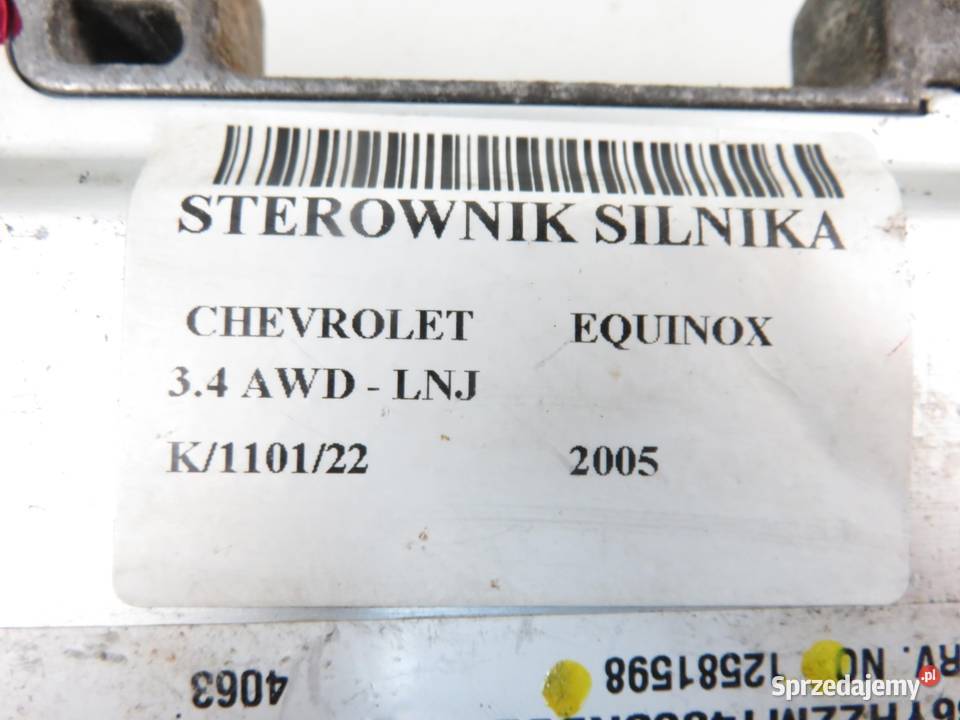 STEROWNIK SILNIKA
CHEVROLET EQUINOX
3.4 AWD - LNJ
K/1101/22 2005
4063
RV. NO. 12581598
Sprzedajemy.pl